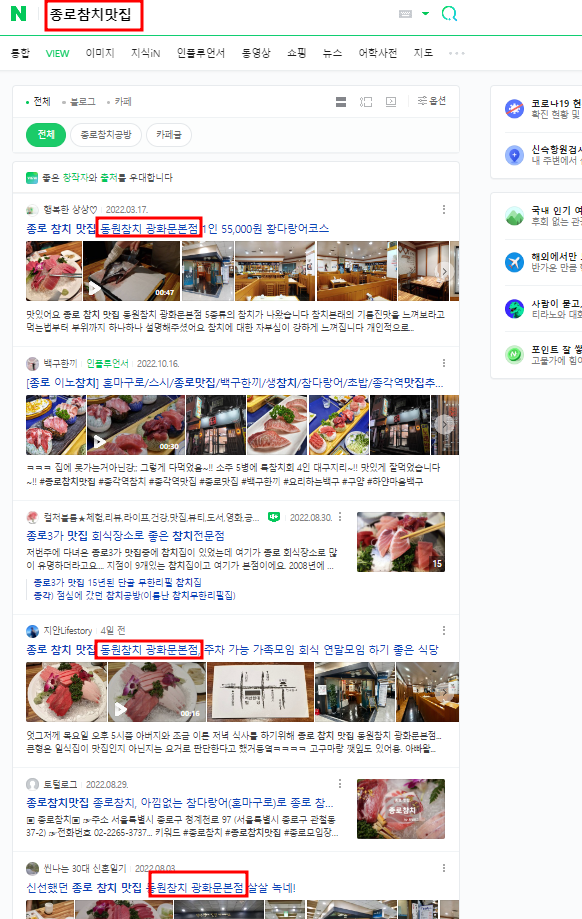 N 종로참치맛집
통합 VIEW 이미지 지식iN 인플루언서 동영상 쇼핑 뉴스 어학사전 지도
전체 블로그 카페 옵션
전체 종로참치공방 카페글
좋은 창작자와 출처를 우대합니다
행복한 상상♡ 2022.03.17.
종로 참치 맛집 동원참치 광화문본점 1인 55,000원 황다랑어코스
00:47
맛있어요 종로 참치 맛집 동원참치 광화문본점 5종류의 참치가 나왔습니다 참치본래의 기름진맛을 느껴보라고
먹는법부터 부위까지 하나하나 설명해주셨어요 참치에 대한 자부심이 강하게 느껴집니다 개인적으로...
백구한끼 인플루언서 2022.10.16.
[종로 이노참치] 혼마구로/스시/종로맛집/백구한끼/생참치/참다랑어/초밥/종각역맛집추...
00:30
ㅋㅋㅋ 집에 못가는거아닌강;; 그렇게 다먹었음~!! 소주 5병에 특참치회 4인 대구지리~!! 맛있게 잘먹었습니다
~!! #종로참치맛집 #종각역참치 #종각역맛집 #종로맛집 #백구한끼 #요리하는백구 #구얌 #하얀마음백구
컬저볼름★체험,리뷰,라이프,건강,맛집,뷰티,도서,영화,공... 2022.08.30.
종로3가 맛집 회식장소로 좋은 참치전문점
저번주에 다녀온 종로3가 맛집중에 참치집이 있었는데 여기가 종로 회식장소로 많
이 유명하더라고요... 지점이 9개있는 참치집이고 여기가 본점이에요. 2008년에 ...
15
종로3가 맛집 15년된 단골 무한리필 참치집
종각) 점심에 갔던 참치공방(이름난 참치무한리필집)
지안Lifestory 4일 전
종로 참치 맛집 동원참치 광화문본점 주차 가능 가족모임 회식 연말모임 하기 좋은 식당
00:16
엇그저께 목요일 오후 5시쯤 아버지와 조금 이른 저녁 식사를 하기위해 종로 참치 맛집 동원참치 광화문본점...
큰형은 일식집이 맛집인지 아닌지는 요거로 판단한다고 했거등옄ㅋㅋㅋㅋ 고구마랑 깻잎도 있어용. 아빠왈...
토털로그 2022.08.29.
종로참치맛집 종로참치, 아낌없는 참다랑어(혼마구로)로 종로 참...
▣ 종로참치▣ ☞주소 서울특별시 종로구 청계천로 97 (서울특별시 종로구 관철동
37-2) ☞전화번호 02-2265-3737... 키워드 #종로참치 #종로참치맛집 #종로모임장...
종로참치
씬나는 30대 신혼일기 2022.08.03.
신선했던 종로 참치 맛집 동원참치 광화문본점 살살 녹네!
코로나19 현
확진 현황 및
신속항원검사
내 주변에서
국내 인기 여
후회 없는 관
해외에서만
반가운 만큼
사람이 묻고,
티라노와 대화
포인트 잘 쌓
고물가에 힘이